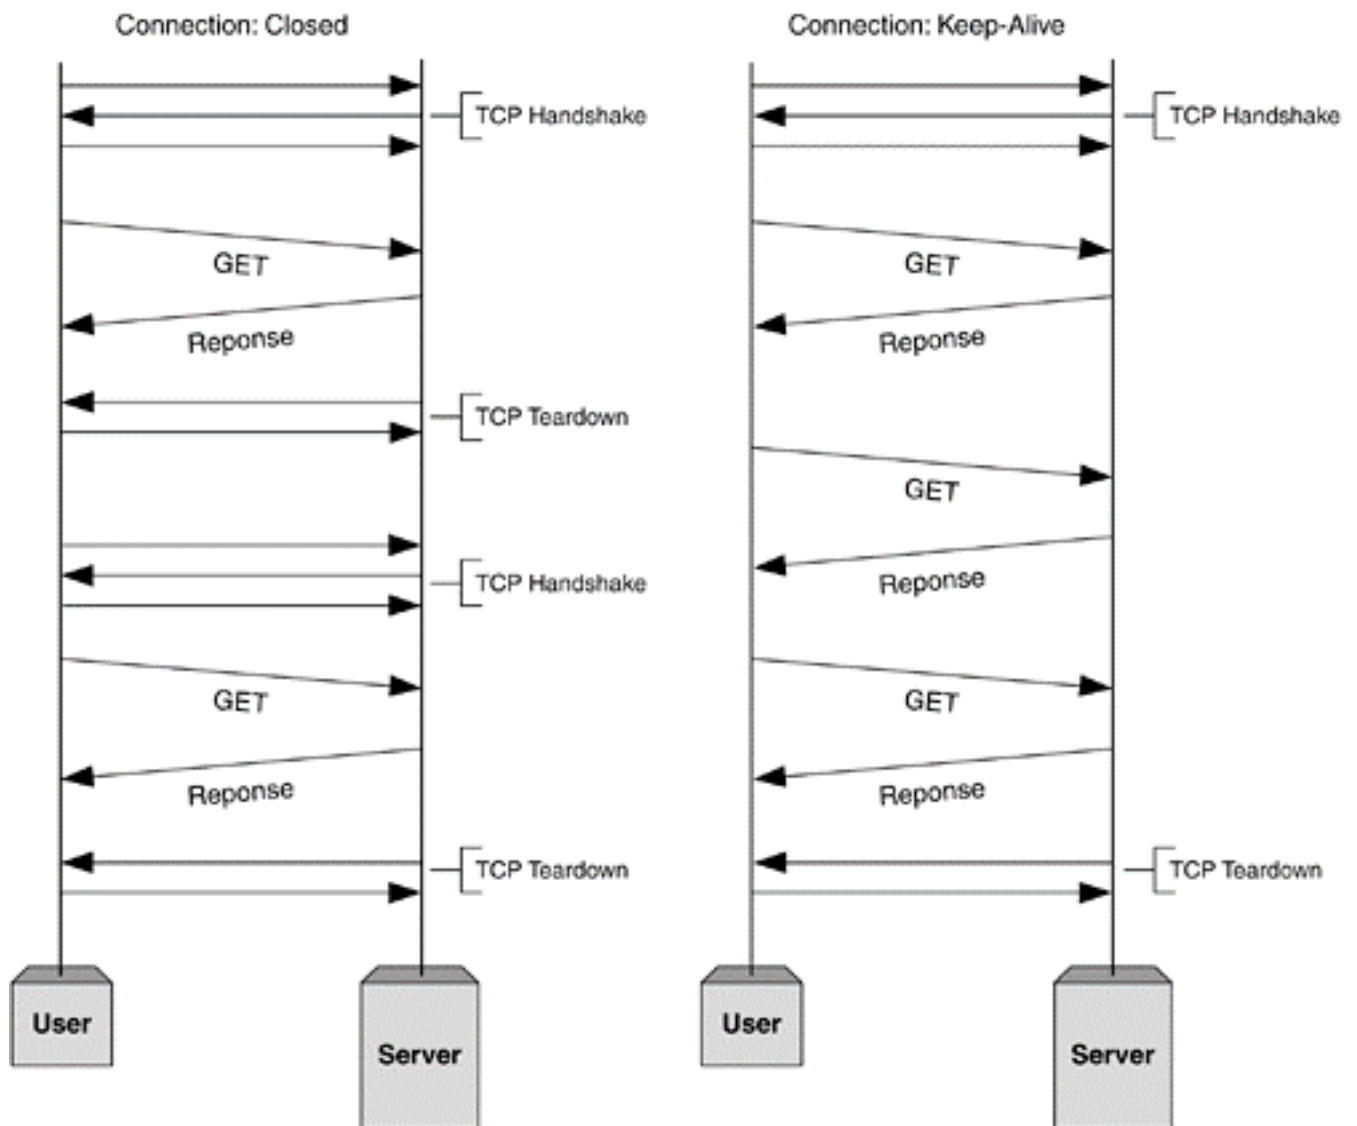 Connection: Closed
TCP Handshake
GET
Reponse
TCP Teardown
TCP Handshake
GET
Reponse
TCP Teardown
User
Server
Connection: Keep-Alive
TCP Handshake
GET
Reponse
GET
Reponse
GET
Reponse
TCP Teardown
User
Server